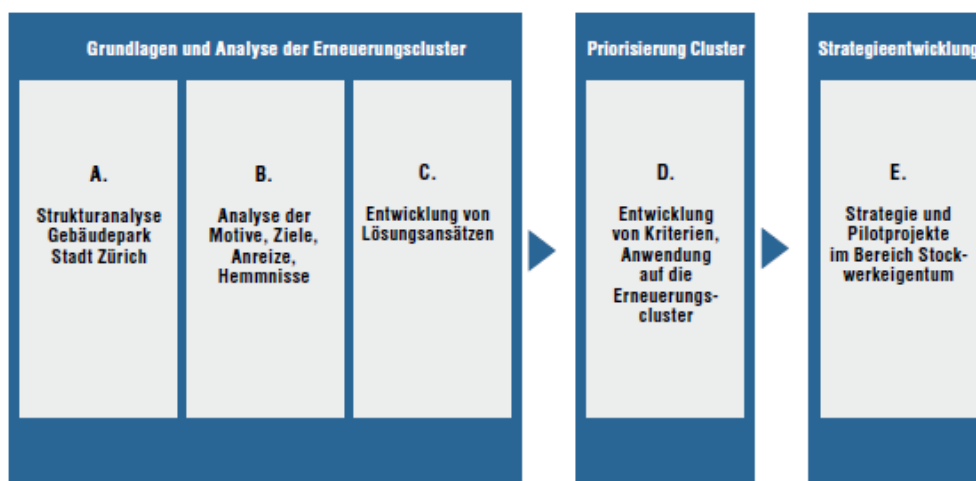 Grundlagen und Analyse der Erneuerungscluster
A.
Strukturanalyse
Gebäudepark
Stadt Zürich
B.
Analyse der
Motive, Ziele,
Anreize,
Hemmnisse
C.
Entwicklung von
Lösungsansätzen
Priorisierung Cluster
D.
Entwicklung
von Kriterien,
Anwendung
auf die
Erneuerungs-
cluster
Strategieentwicklung
E.
Strategie und
Pilotprojekte
im Bereich Stock-
werkeigentum